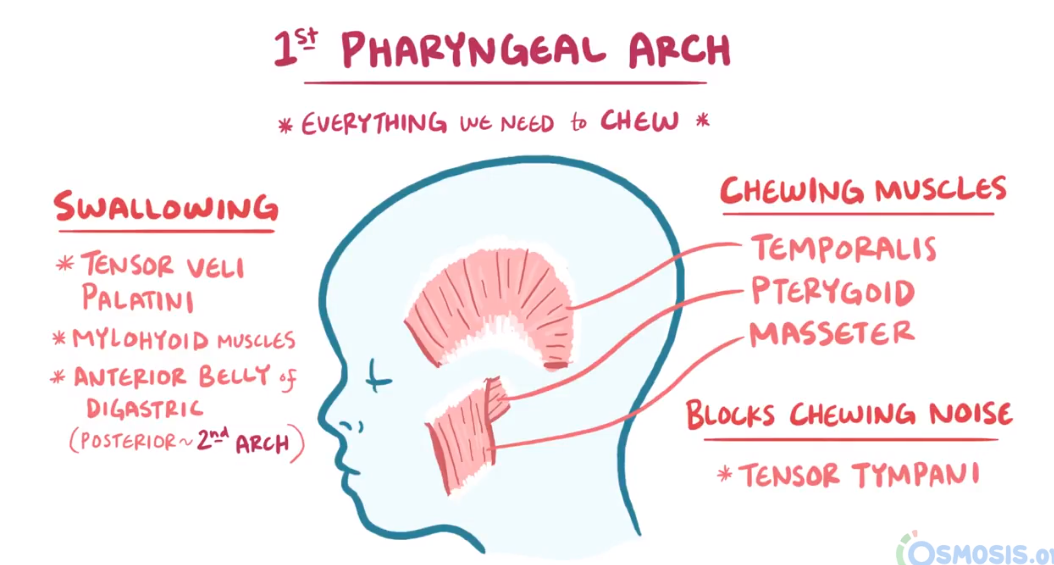 1st PHARYNGEAL ARCH
* EVERYTHING WE NEED to CHEW *
SWALLOWING
* TENSOR VELI
PALATINI
* MYLOHYOID MUSCLES
* ANTERIOR BELLY of
DIGASTRIC
(POSTERIOR ~ 2nd ARCH)
CHEWING MUSCLES
TEMPORALIS
PTERYGOID
MASSETER
BLOCKS CHEWING NOISE
* TENSOR TYMPANI
OSMOSIS.or